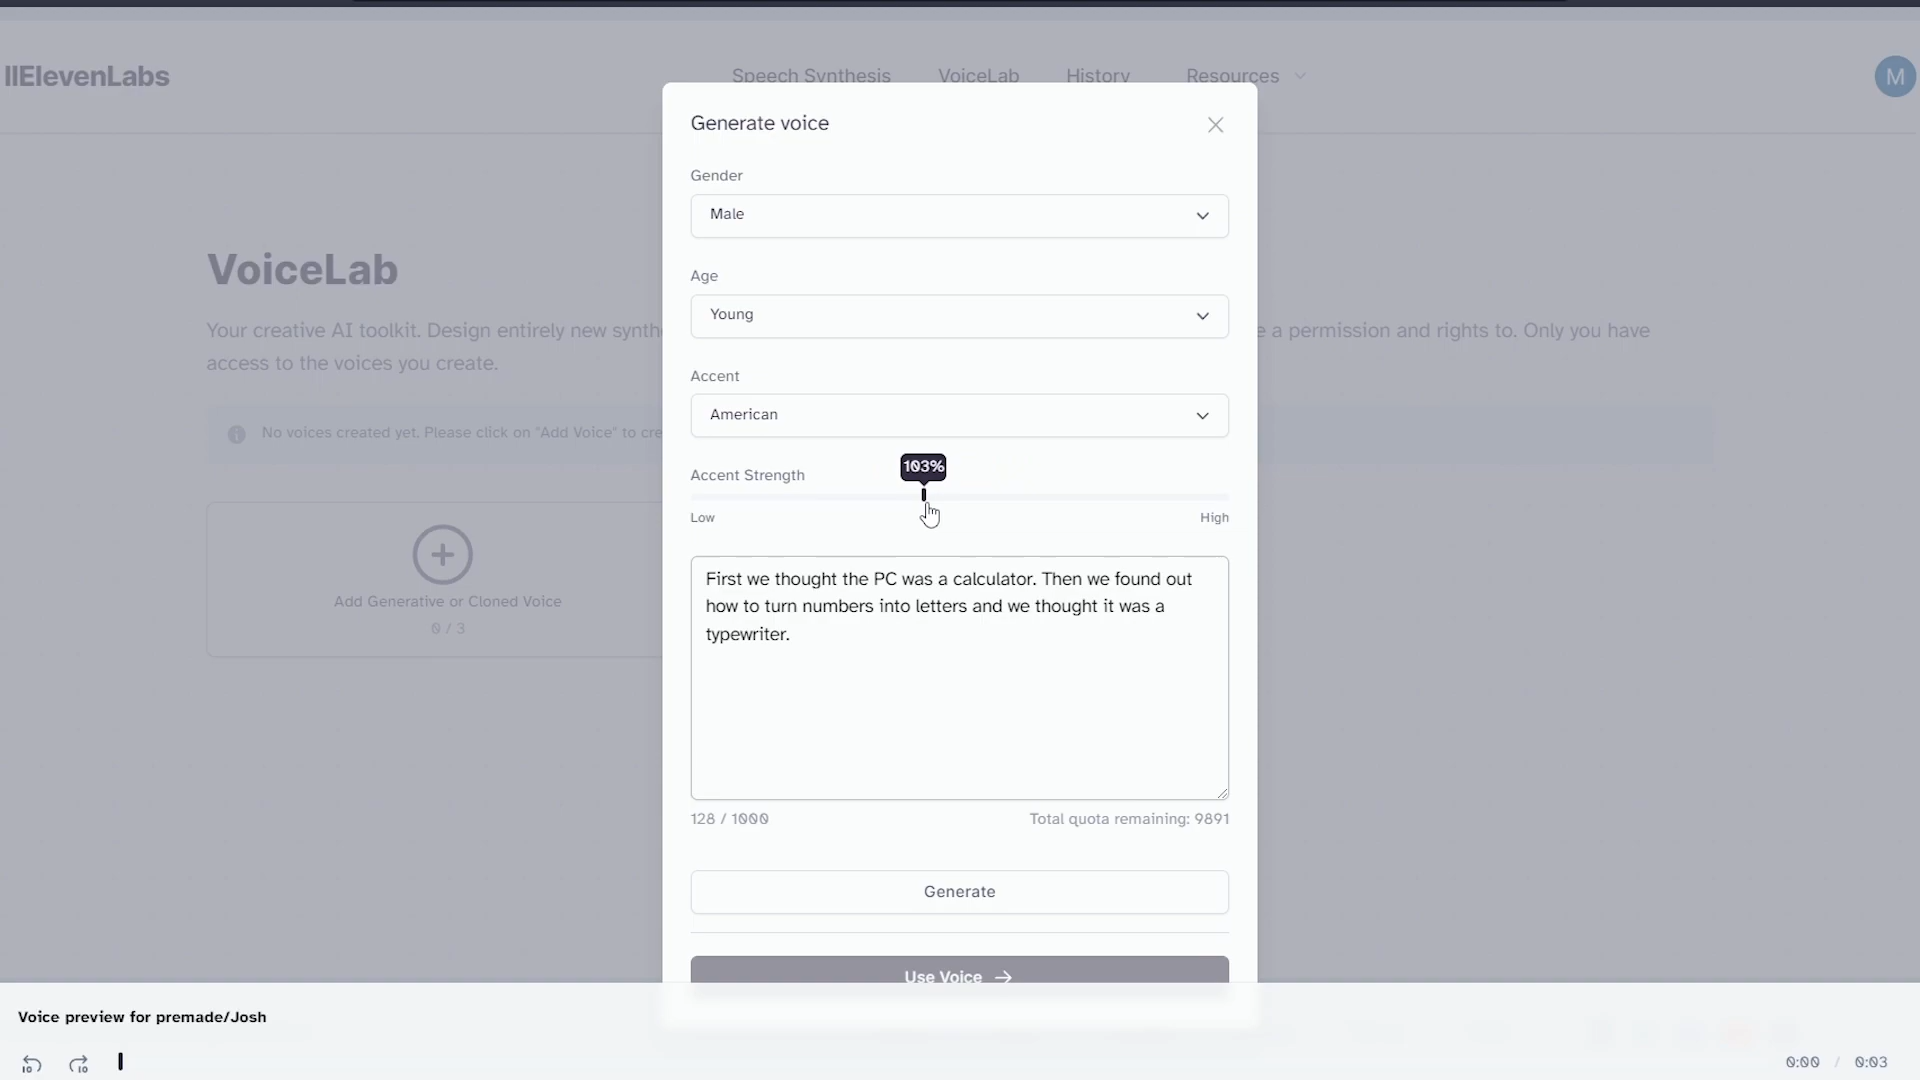 IIElevenLabs
Speech Synthesis
VoiceLab
History
Resources
M
Generate voice
Gender
Male
Age
Young
Accent
American
Accent Strength
103%
Low
High
First we thought the PC was a calculator. Then we found out
how to turn numbers into letters and we thought it was a
typewriter.
128 / 1000
Total quota remaining: 9891
Generate
Use Voice
VoiceLab
Your creative AI toolkit. Design entirely new synth
e a permission and rights to. Only you have
access to the voices you create.
No voices created yet. Please click on "Add Voice" to cre
Add Generative or Cloned Voice
0 / 3
Voice preview for premade/Josh
10
10
0:00 / 0:03